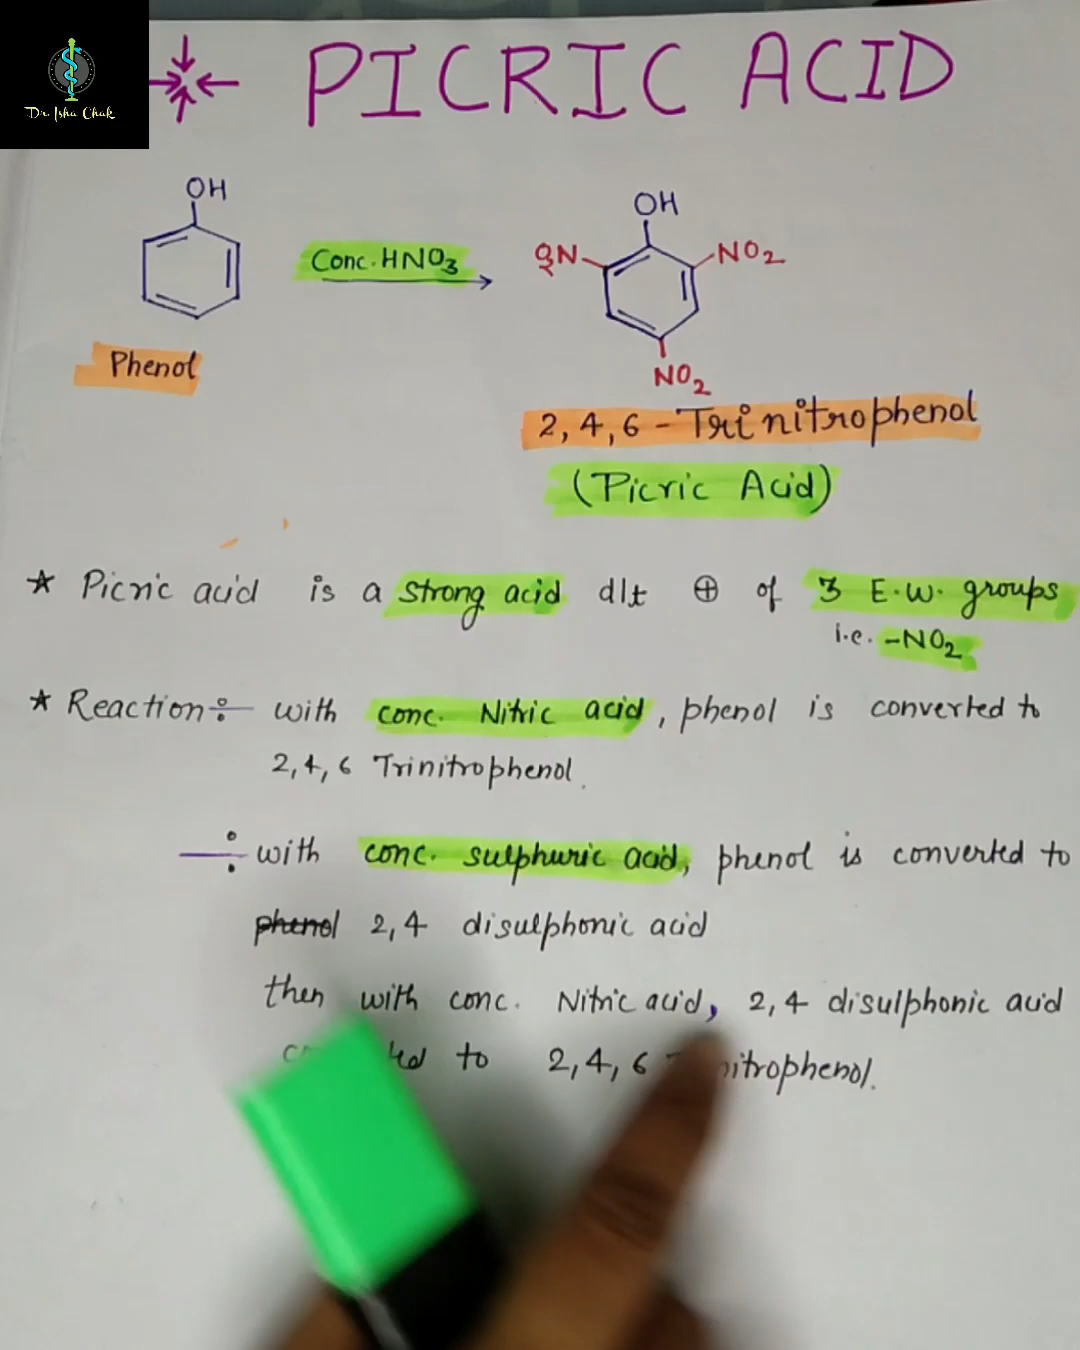 Dr. Isha Chak
PICRIC ACID
OH
OH
Conc. HNO3
O2N
NO2
Phenol
NO2
2, 4, 6 - Trinitrophenol
(Picric Acid)
★ Picric acid is a strong acid d/t ⊕ of 3 E.W. groups
i.e. -NO2
★ Reaction ÷ with conc. Nitric acid, phenol is converted to
2, 4, 6 Trinitrophenol.
÷ with conc. sulphuric acid, phenol is converted to
phenol 2, 4 disulphonic acid
then with conc. Nitric acid, 2, 4 disulphonic acid
to 2, 4, 6